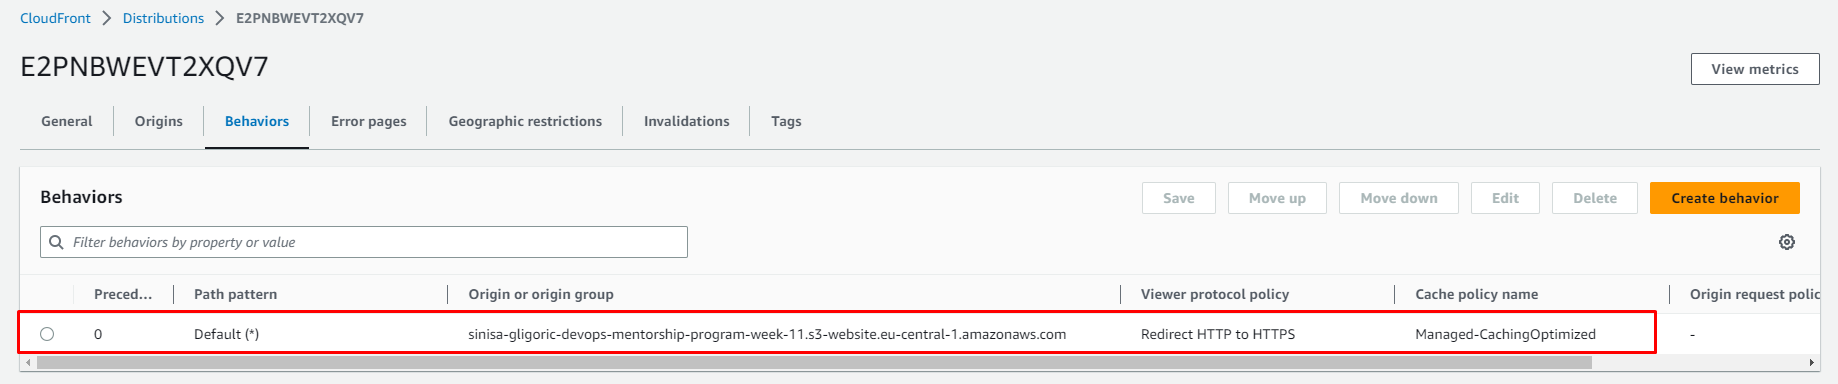 CloudFront > Distributions > E2PNBWEVT2XQV7
E2PNBWEVT2XQV7
View metrics
General Origins Behaviors Error pages Geographic restrictions Invalidations Tags
Behaviors
Save Move up Move down Edit Delete Create behavior
Filter behaviors by property or value
Preced... Path pattern Origin or origin group Viewer protocol policy Cache policy name Origin request polic
0 Default (*) sinisa-gligoric-devops-mentorship-program-week-11.s3-website.eu-central-1.amazonaws.com Redirect HTTP to HTTPS Managed-CachingOptimized -